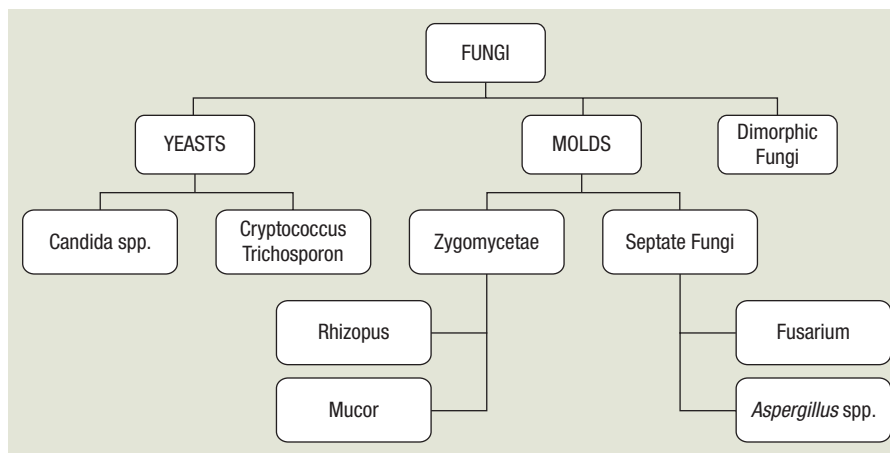 FUNGI
YEASTS
MOLDS
Dimorphic
Fungi
Candida spp.
Cryptococcus
Trichosporon
Zygomycetae
Septate Fungi
Rhizopus
Fusarium
Mucor
Aspergillus spp.